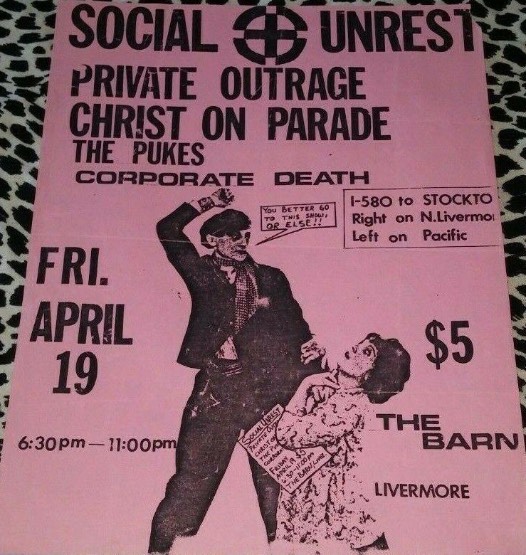 SOCIAL UNREST
PRIVATE OUTRAGE
CHRIST ON PARADE
THE PUKES
CORPORATE DEATH
YOU BETTER GO
TO THIS SHOW,
OR ELSE!!
I-580 to STOCKTO
Right on N.Livermo
Left on Pacific
FRI.
APRIL
19
$5
6:30pm — 11:00pm
THE
BARN
LIVERMORE
SOCIAL UNREST